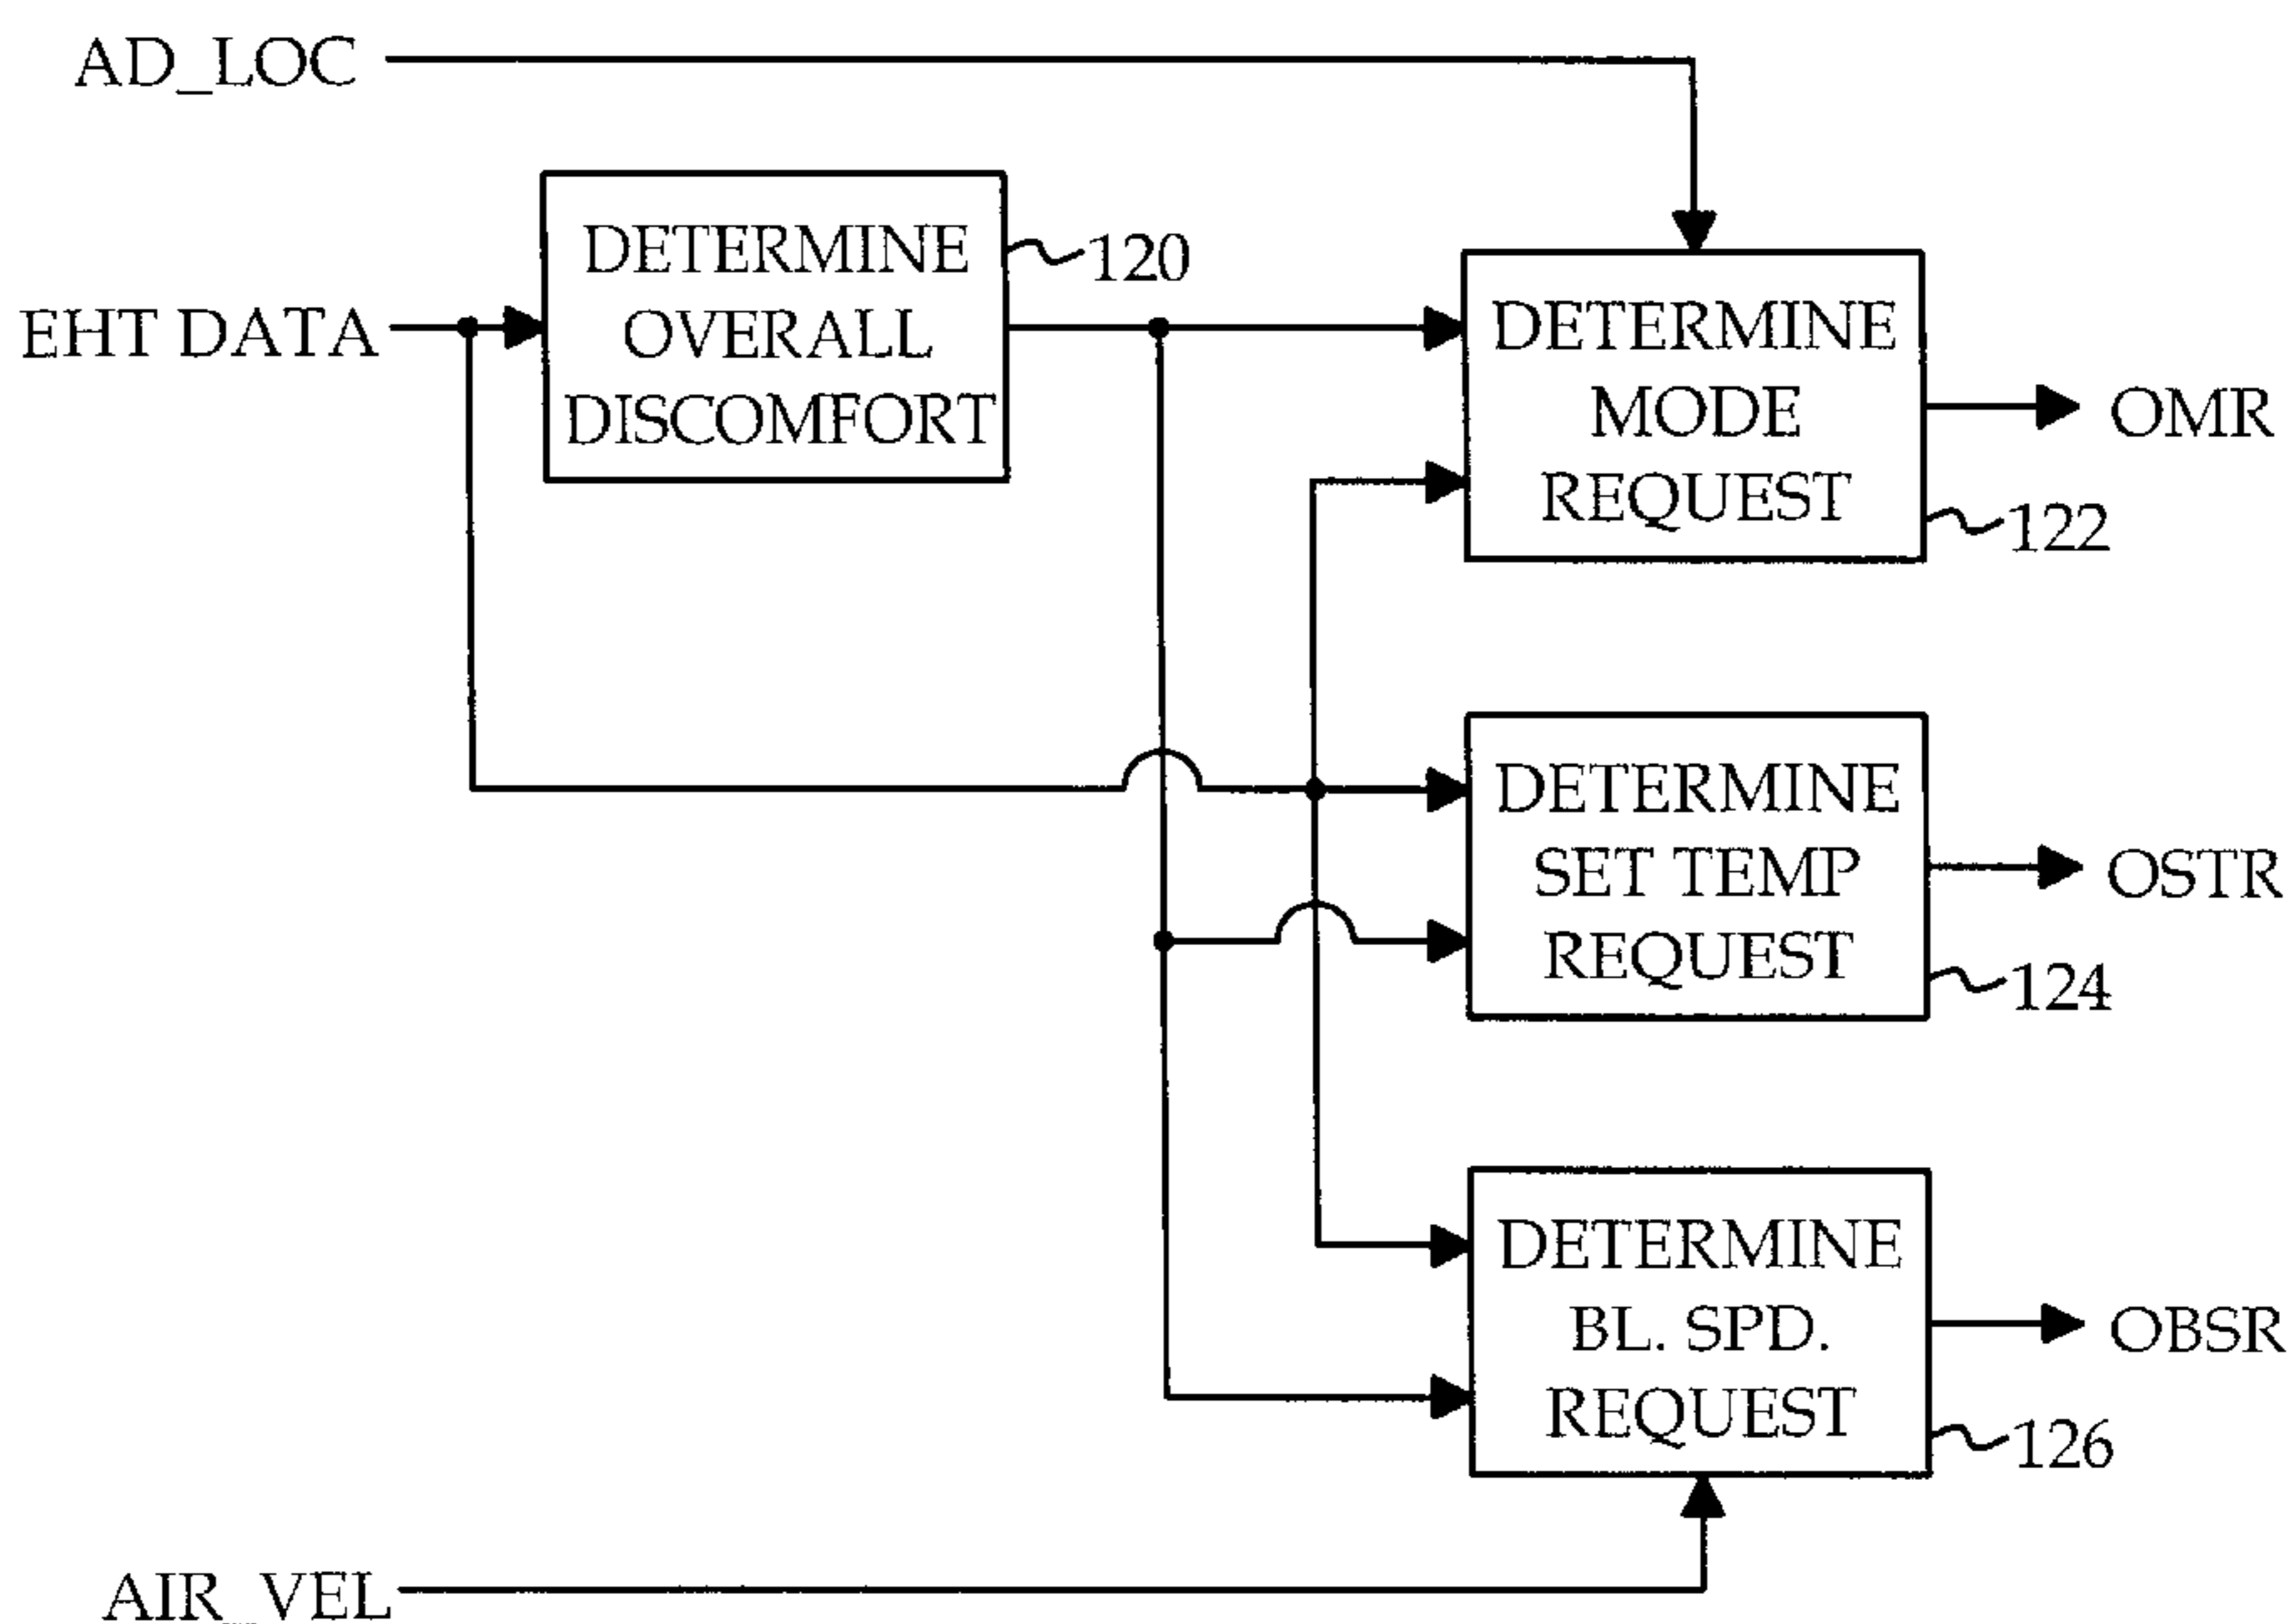 AD_LOC
EHT DATA
DETERMINE
OVERALL
DISCOMFORT
120
DETERMINE
MODE
REQUEST
122
OMR
DETERMINE
SET TEMP
REQUEST
124
OSTR
DETERMINE
BL. SPD.
REQUEST
126
OBSR
AIR_VEL